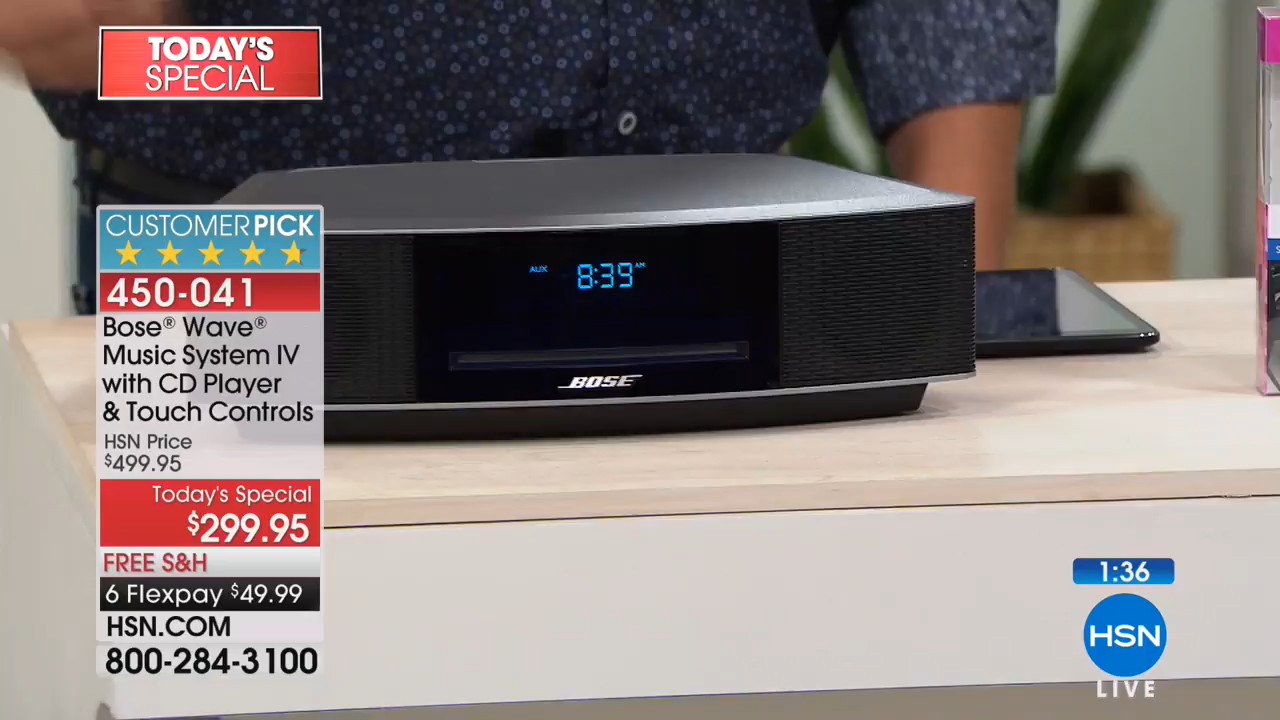 TODAY'S
SPECIAL
CUSTOMER PICK
450-041
Bose® Wave®
Music System IV
with CD Player
& Touch Controls
HSN Price
$499.95
Today's Special
$299.95
FREE S&H
6 Flexpay $49.99
HSN.COM
800-284-3100
AUX 8:39 AM
BOSE
1:36
HSN
LIVE